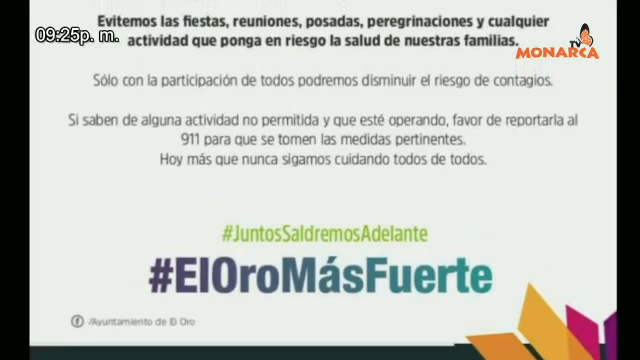 Evitemos las fiestas, reuniones, posadas, peregrinaciones y cualquier
09:25p. m.
actividad que ponga en riesgo la salud de nuestras familias.
TV
MONARCA
Sólo con la participación de todos podremos disminuir el riesgo de contagios.
Si saben de alguna actividad no permitida y que esté operando, favor de reportarla al
911 para que se tomen las medidas pertinentes.
Hoy más que nunca sigamos cuidando todos de todos.
#JuntosSaldremosAdelante
#ElOroMásFuerte
/Ayuntamiento de El Oro